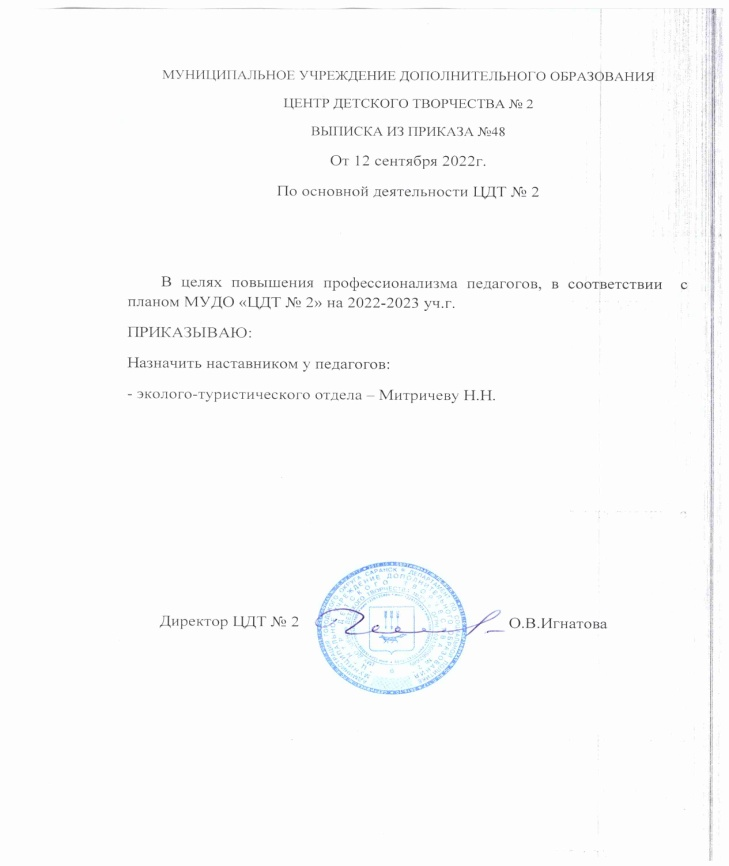 МУНИЦИПАЛЬНОЕ УЧРЕЖДЕНИЕ ДОПОЛНИТЕЛЬНОГО ОБРАЗОВАНИЯ
ЦЕНТР ДЕТСКОГО ТВОРЧЕСТВА № 2
ВЫПИСКА ИЗ ПРИКАЗА №48
От 12 сентября 2022г.
По основной деятельности ЦДТ № 2
В целях повышения профессионализма педагогов, в соответствии с
планом МУДО «ЦДТ № 2» на 2022-2023 уч.г.
ПРИКАЗЫВАЮ:
Назначить наставником у педагогов:
- эколого-туристического отдела – Митричеву Н.Н.
Директор ЦДТ № 2 О.В.Игнатова